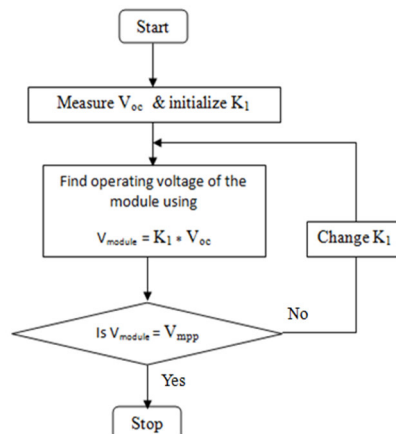 Start
Measure Voc & initialize K1
Find operating voltage of the
module using
Vmodule = K1 * Voc
Change K1
Is Vmodule = Vmpp
No
Yes
Stop